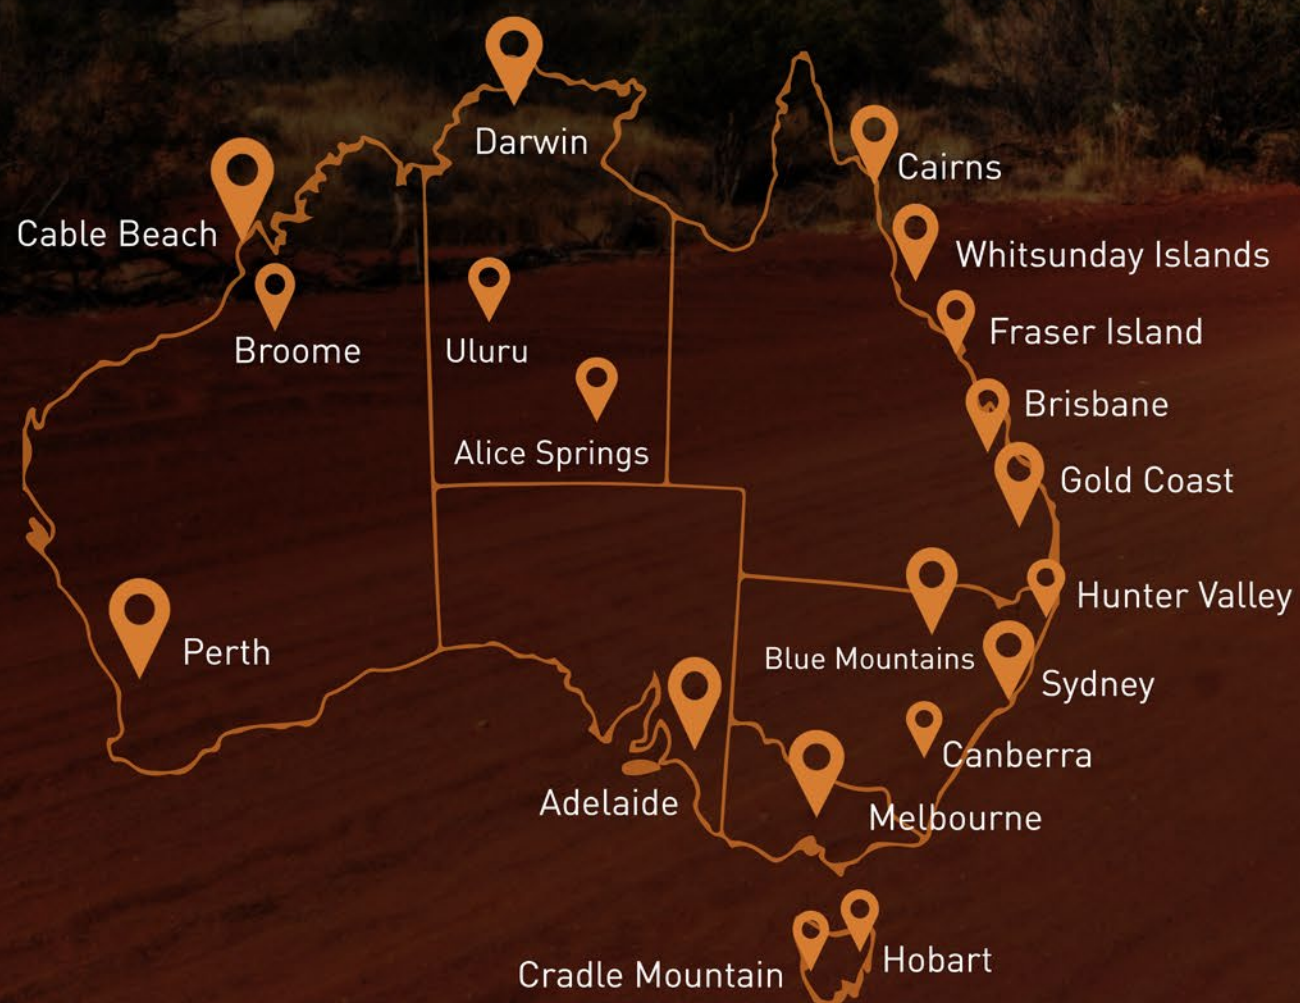 Darwin
Cairns
Cable Beach
Whitsunday Islands
Fraser Island
Broome
Uluru
Brisbane
Alice Springs
Gold Coast
Hunter Valley
Perth
Blue Mountains
Sydney
Canberra
Adelaide
Melbourne
Hobart
Cradle Mountain